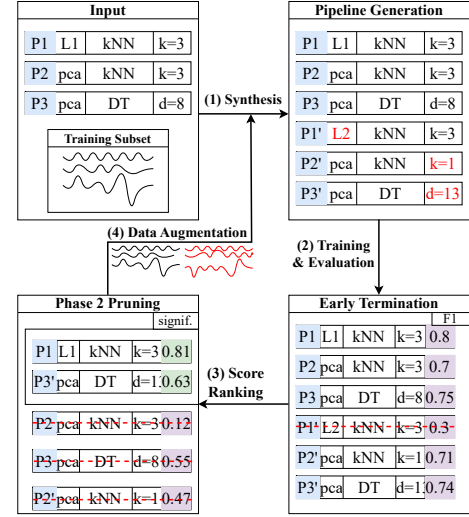 Input
P1 L1 kNN k=3
P2 pca kNN k=3
P3 pca DT d=8
Training Subset
(1) Synthesis
Pipeline Generation
P1 L1 kNN k=3
P2 pca kNN k=3
P3 pca DT d=8
P1' L2 kNN k=3
P2' pca kNN k=1
P3' pca DT d=13
(4) Data Augmentation
(2) Training
& Evaluation
Phase 2 Pruning
signif.
P1 L1 kNN k=3 0.81
P3' pca DT d=1 0.63
P2 pca kNN k=3 0.12
P3 pca DT d=8 0.55
P2' pca kNN k=1 0.47
(3) Score
Ranking
Early Termination
F1
P1 L1 kNN k=3 0.8
P2 pca kNN k=3 0.7
P3 pca DT d=8 0.75
P1' L2 kNN k=3 0.3
P2' pca kNN k=1 0.71
P3' pca DT d=1 0.74